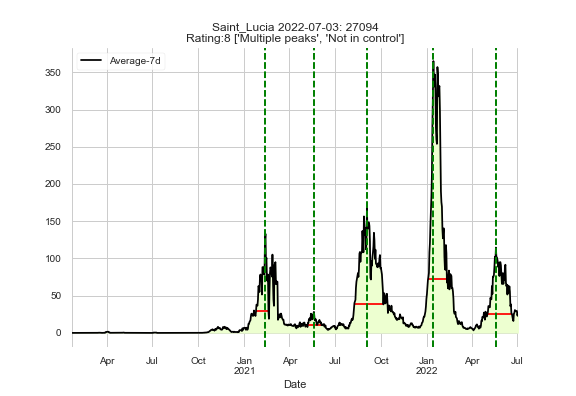 Saint_Lucia 2022-07-03: 27094
Rating:8 ['Multiple peaks', 'Not in control']
Average-7d
350
300
250
200
150
100
50
0
Apr Jul Oct Jan Apr Jul Oct Jan Apr Jul
2021 2022
Date